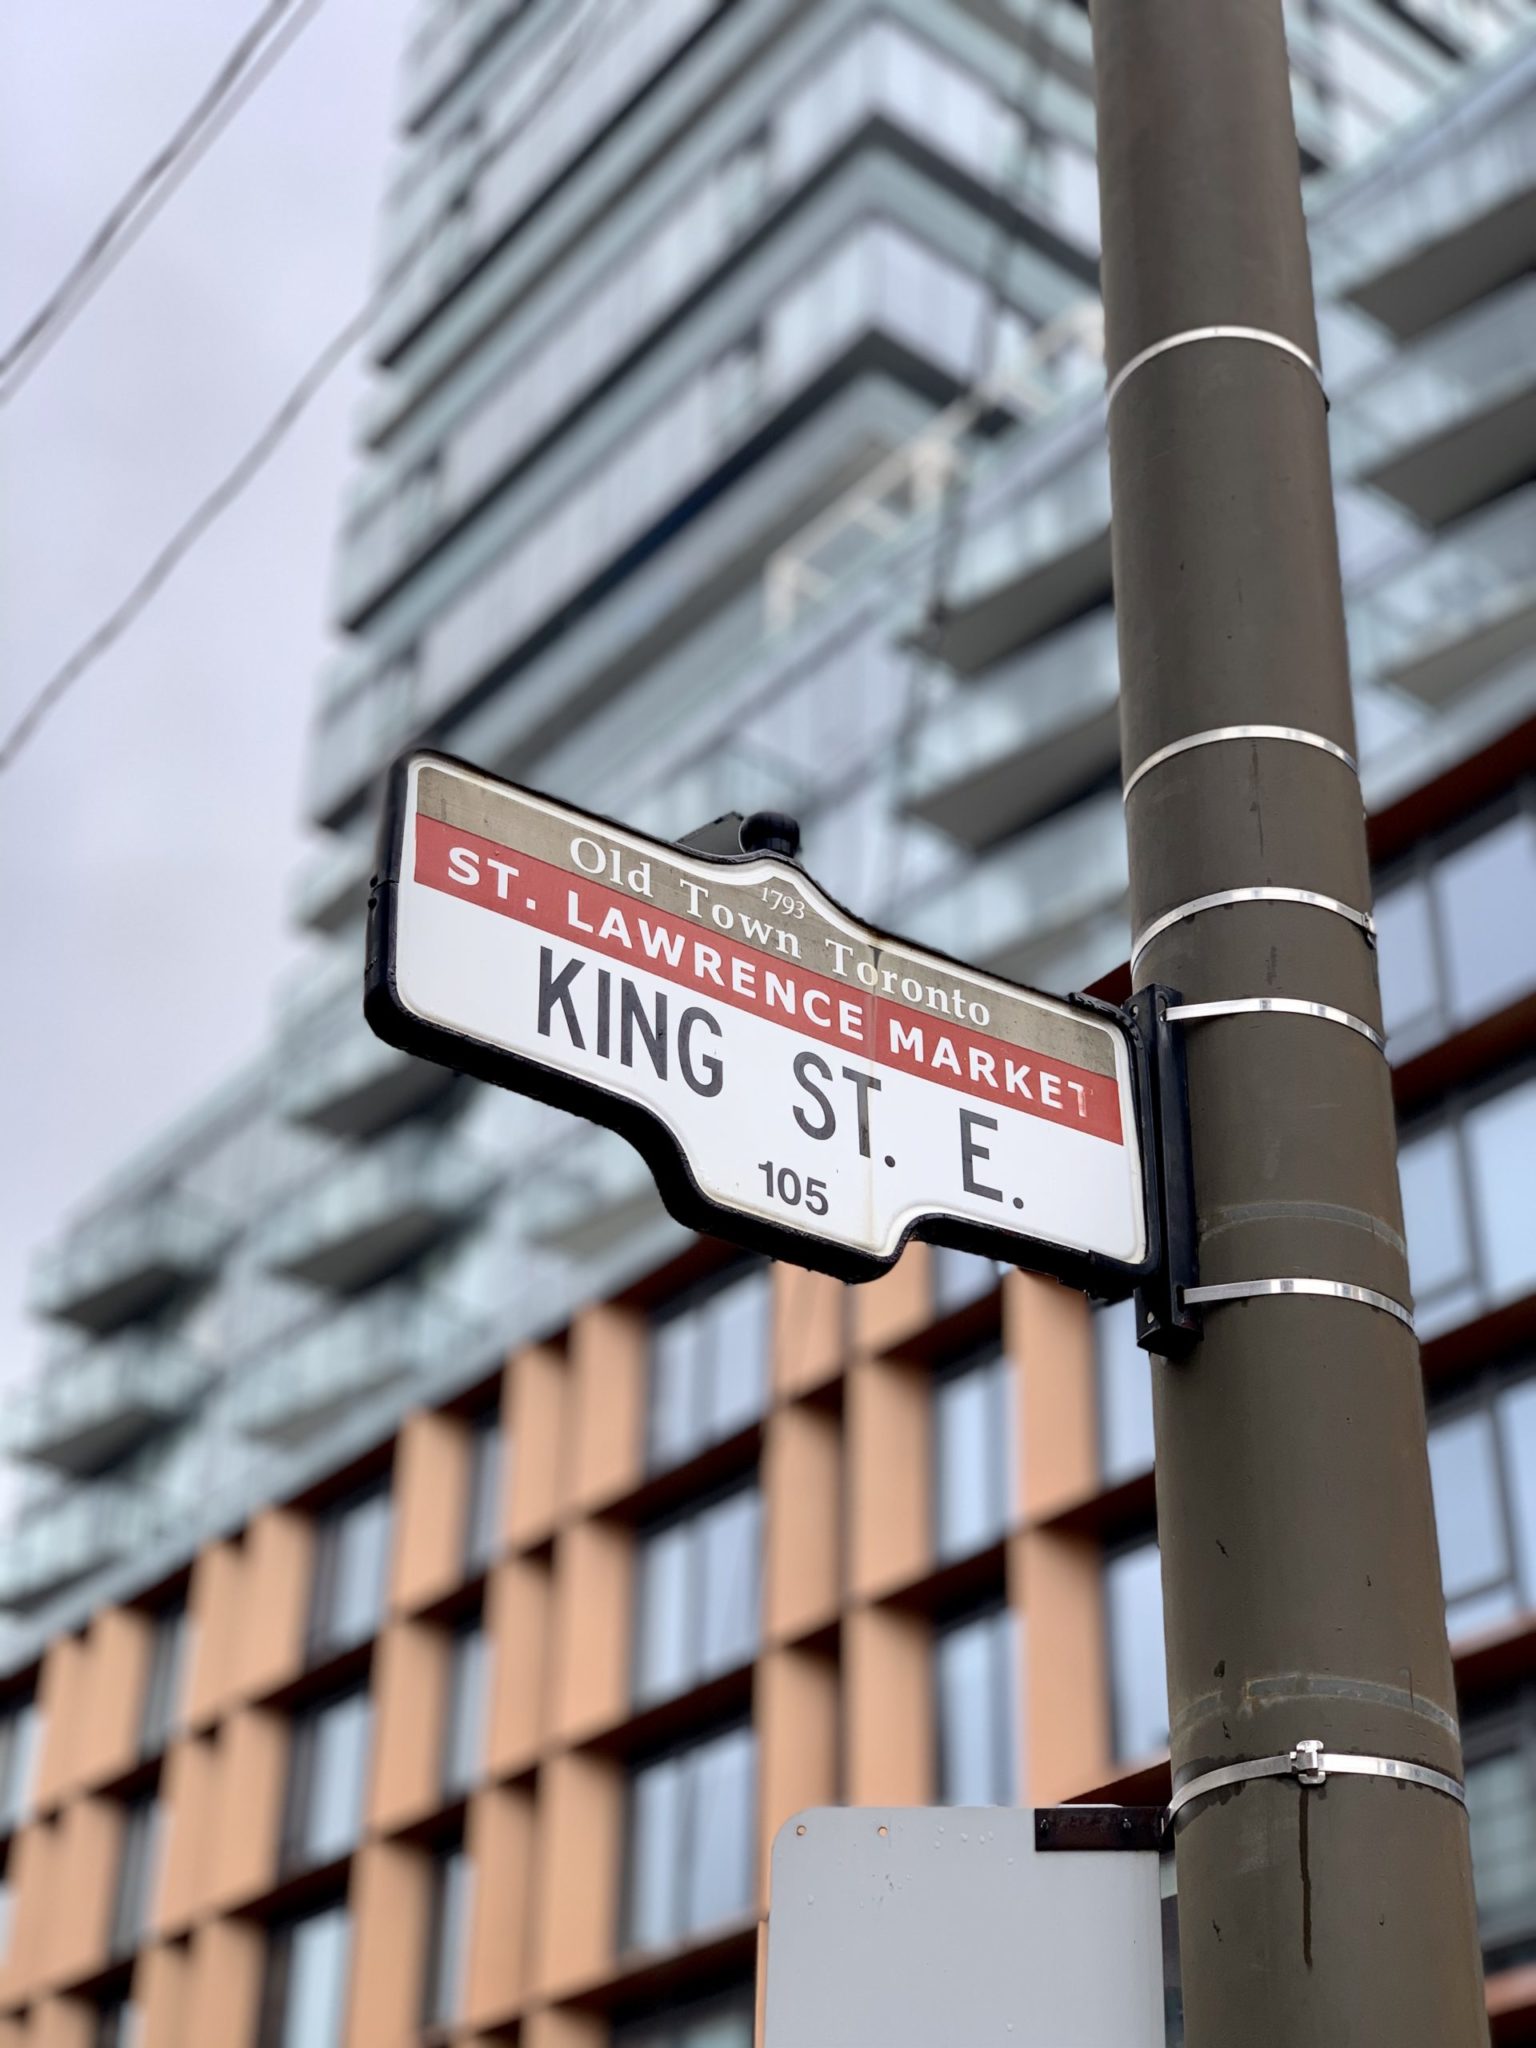 1793
Old Town Toronto
ST. LAWRENCE MARKET
KING ST. E.
105